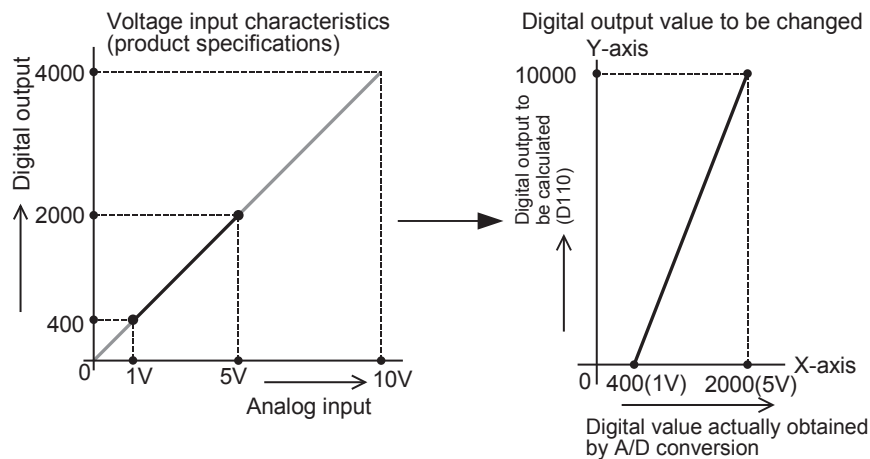 Voltage input characteristics
(product specifications)
Digital output
4000
2000
400
0
1V
5V
10V
Analog input
Digital output value to be changed
Y-axis
10000
Digital output to
be calculated
(D110)
0
400(1V)
2000(5V)
X-axis
Digital value actually obtained
by A/D conversion